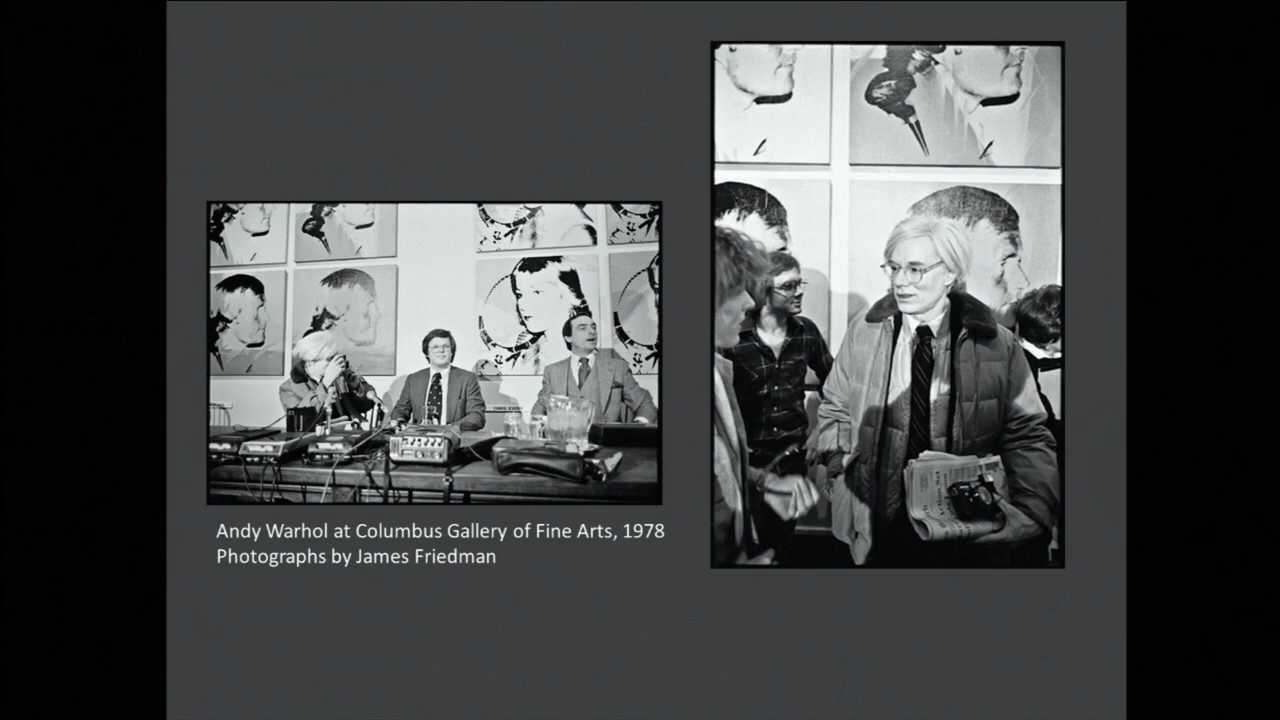 Andy Warhol at Columbus Gallery of Fine Arts, 1978
Photographs by James Friedman